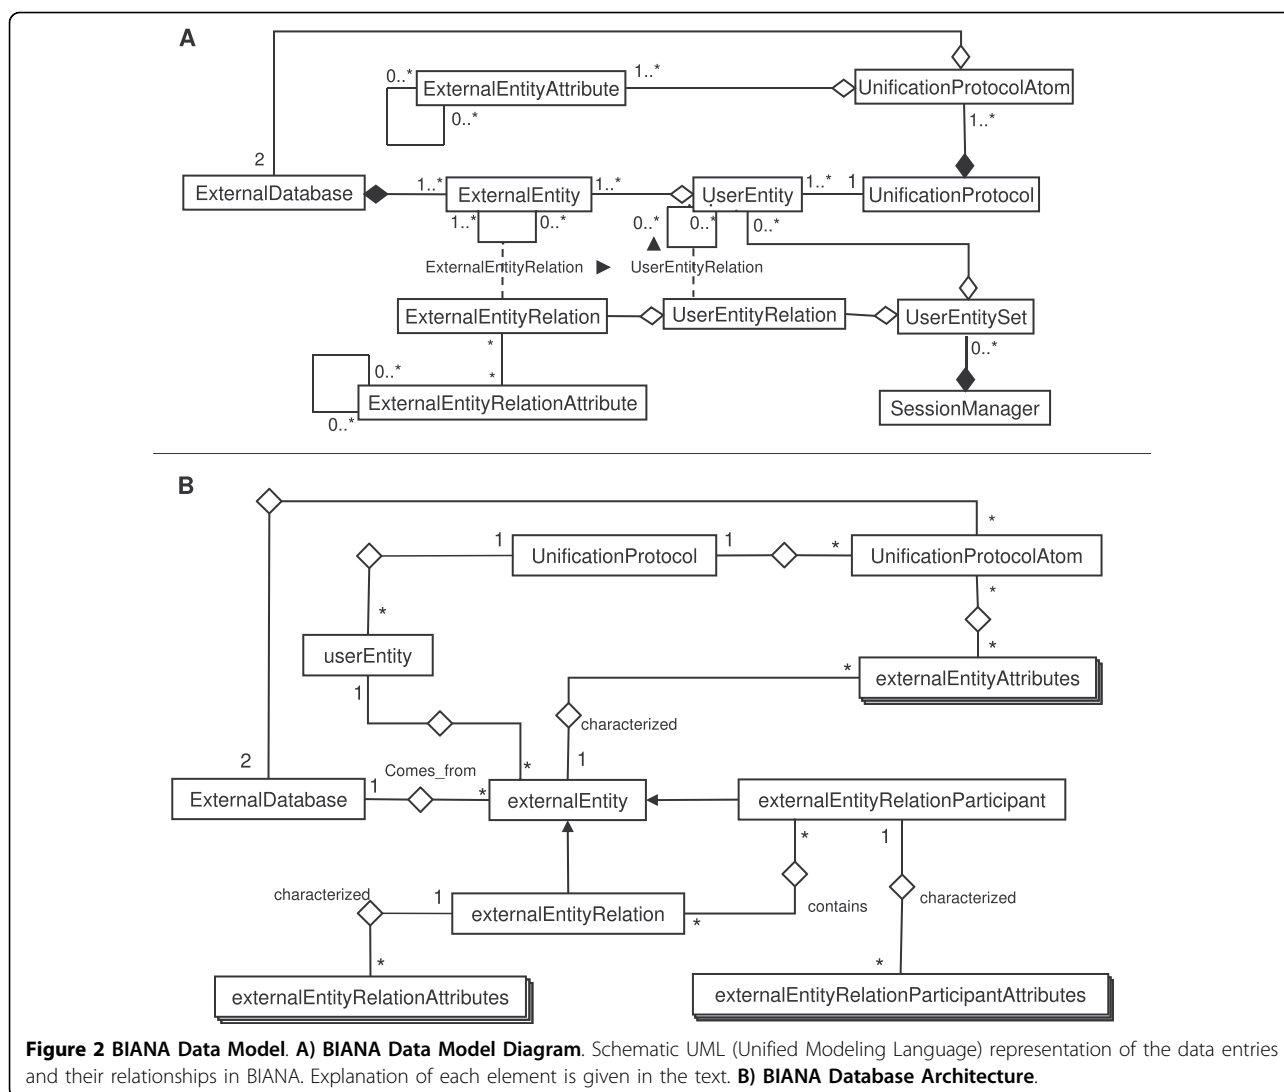 A
0..*
1..*
ExternalEntityAttribute
UnificationProtocolAtom
0..*
1..*
2
ExternalDatabase
1..*
ExternalEntity
1..*
UserEntity
1..*
1
UnificationProtocol
1..*
0..*
0..*
0..*
0..*
ExternalEntityRelation
UserEntityRelation
ExternalEntityRelation
UserEntityRelation
UserEntitySet
*
0..*
0..*
*
ExternalEntityRelationAttribute
SessionManager
0..*
B
*
1
UnificationProtocol
1
*
UnificationProtocolAtom
*
*
userEntity
*
1
*
externalEntityAttributes
characterized
2
Comes_from
*
1
ExternalDatabase
1
*
externalEntity
externalEntityRelationParticipant
*
1
characterized
1
externalEntityRelation
*
contains
characterized
*
*
externalEntityRelationAttributes
externalEntityRelationParticipantAttributes
Figure 2 BIANA Data Model. A) BIANA Data Model Diagram. Schematic UML (Unified Modeling Language) representation of the data entries
and their relationships in BIANA. Explanation of each element is given in the text. B) BIANA Database Architecture.